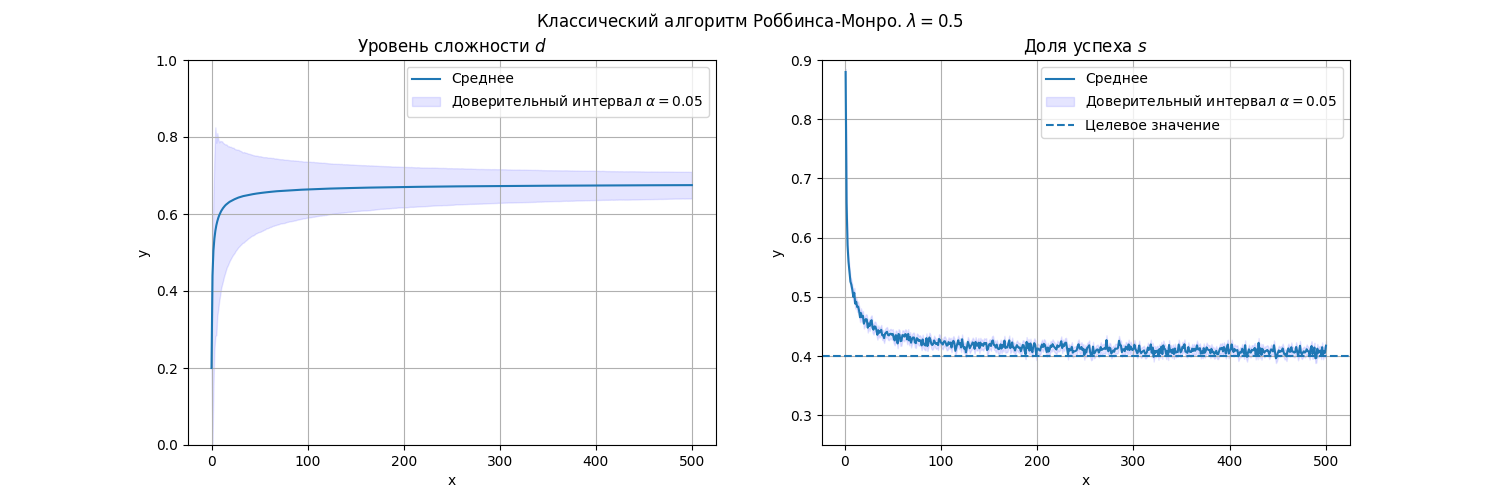 Классический алгоритм Роббинса-Монро. λ = 0.5
Уровень сложности d
1.0
0.8
0.6
0.4
0.2
0.0
y
0
100
200
300
400
500
x
Среднее
Доверительный интервал α = 0.05
Доля успеха s
0.9
0.8
0.7
0.6
0.5
0.4
0.3
y
0
100
200
300
400
500
x
Среднее
Доверительный интервал α = 0.05
Целевое значение